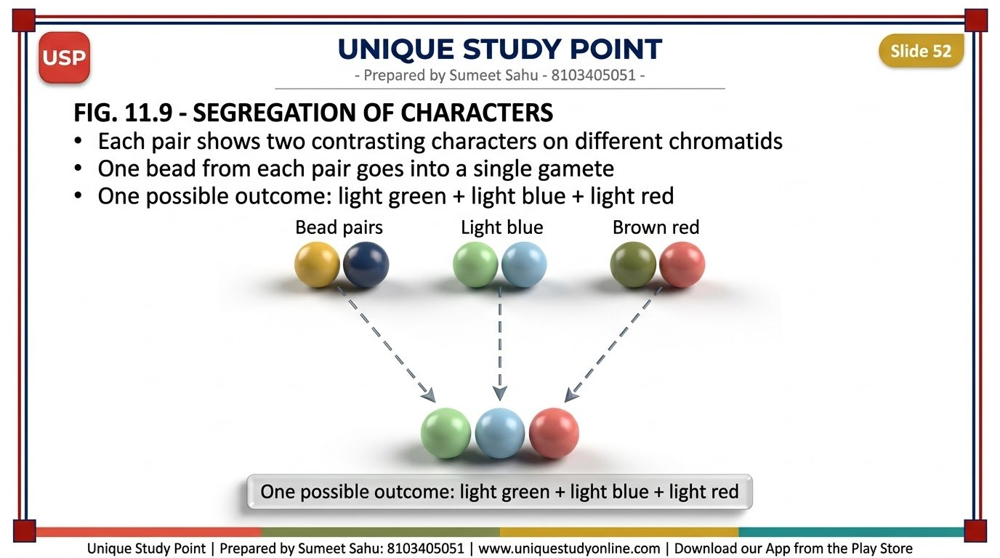 USP
UNIQUE STUDY POINT
- Prepared by Sumeet Sahu - 8103405051 -
Slide 52
FIG. 11.9 - SEGREGATION OF CHARACTERS
• Each pair shows two contrasting characters on different chromatids
• One bead from each pair goes into a single gamete
• One possible outcome: light green + light blue + light red
Bead pairs
Light blue
Brown red
One possible outcome: light green + light blue + light red
Unique Study Point | Prepared by Sumeet Sahu: 8103405051 | www.uniquestudyonline.com | Download our App from the Play Store